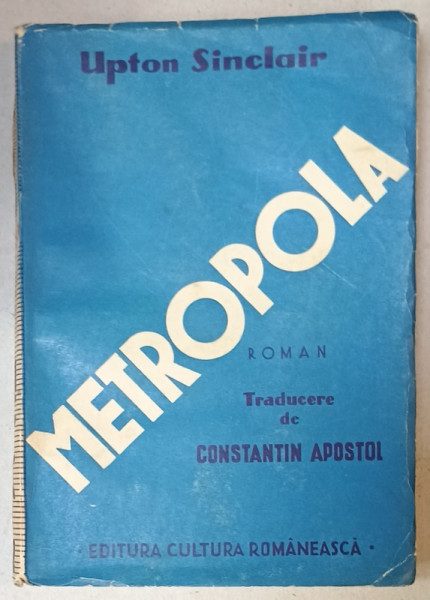 Upton Sinclair
METROPOLA
ROMAN
Traducere
de
CONSTANTIN APOSTOL
· EDITURA CULTURA ROMÂNEASCĂ ·